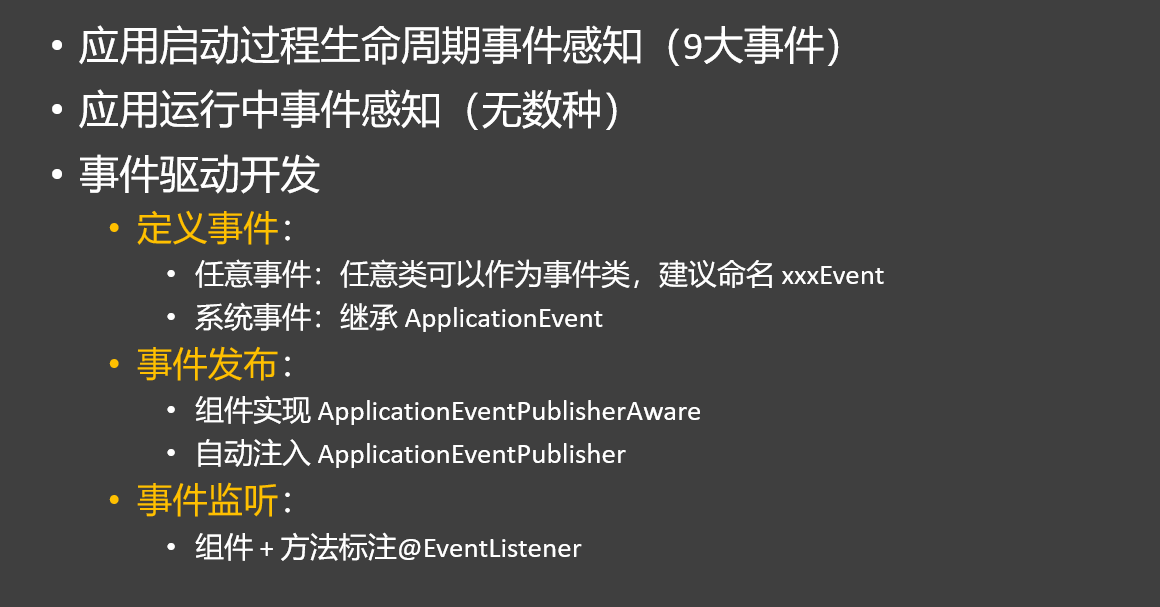 • 应用启动过程生命周期事件感知（9大事件）
• 应用运行中事件感知（无数种）
• 事件驱动开发
• 定义事件：
• 任意事件：任意类可以作为事件类，建议命名 xxxEvent
• 系统事件：继承 ApplicationEvent
• 事件发布：
• 组件实现 ApplicationEventPublisherAware
• 自动注入 ApplicationEventPublisher
• 事件监听：
• 组件 + 方法标注@EventListener